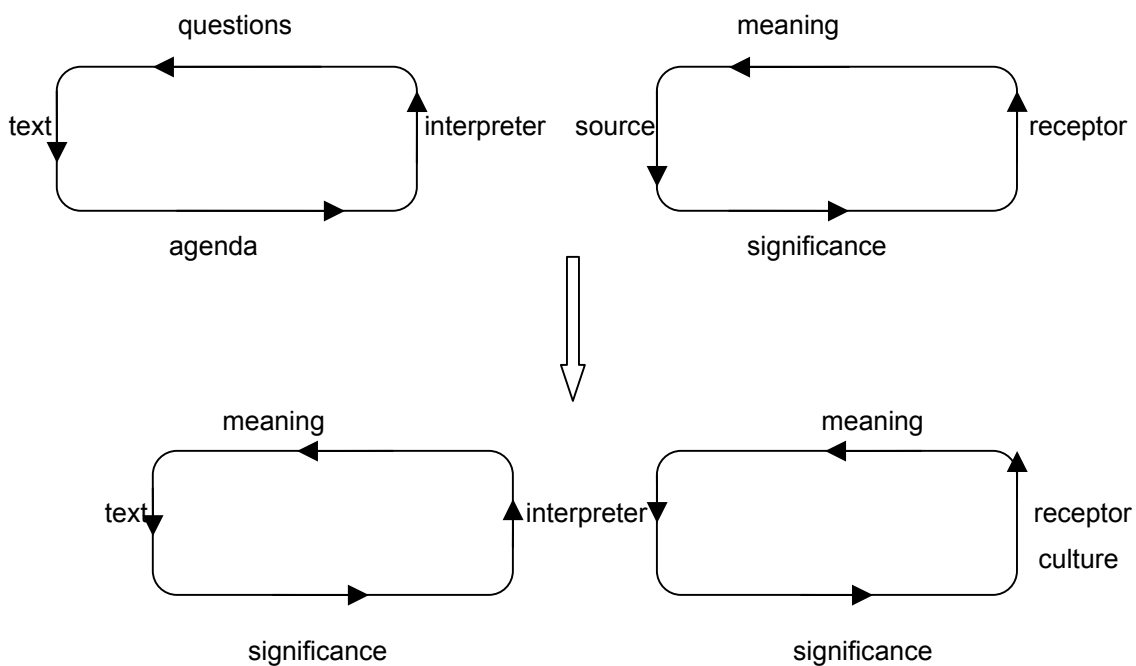 questions
meaning
text
interpreter
source
receptor
agenda
significance
meaning
meaning
text
interpreter
receptor
culture
significance
significance